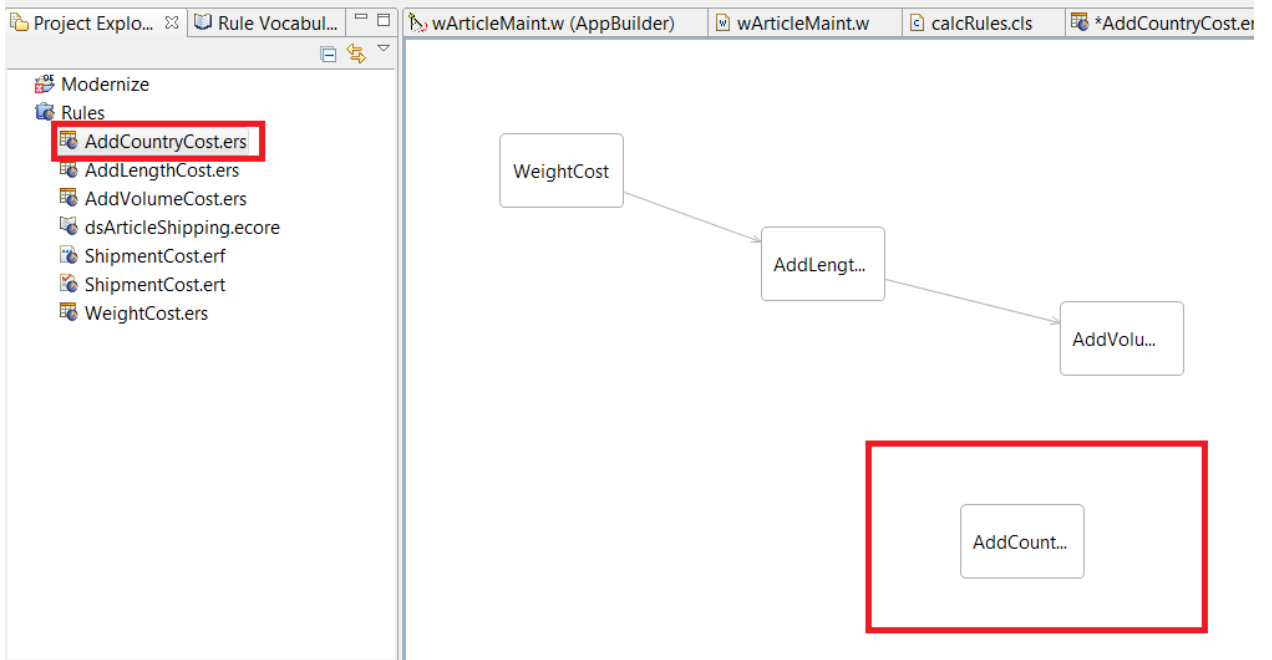 Project Explo...
Rule Vocabul...
wArticleMaint.w (AppBuilder)
wArticleMaint.w
calcRules.cls
*AddCountryCost.er
Modernize
Rules
AddCountryCost.ers
AddLengthCost.ers
AddVolumeCost.ers
dsArticleShipping.ecore
ShipmentCost.erf
ShipmentCost.ert
WeightCost.ers
WeightCost
AddLengt...
AddVolu...
AddCount...